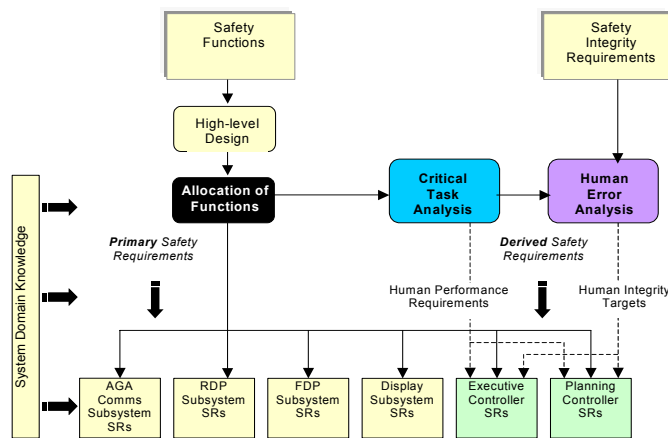 Safety
Functions
Safety
Integrity
Requirements
High-level
Design
Allocation of
Functions
Critical
Task
Analysis
Human
Error
Analysis
System Domain Knowledge
Primary Safety
Requirements
Derived Safety
Requirements
Human Performance
Requirements
Human Integrity
Targets
AGA
Comms
Subsystem
SRs
RDP
Subsystem
SRs
FDP
Subsystem
SRs
Display
Subsystem
SRs
Executive
Controller
SRs
Planning
Controller
SRs